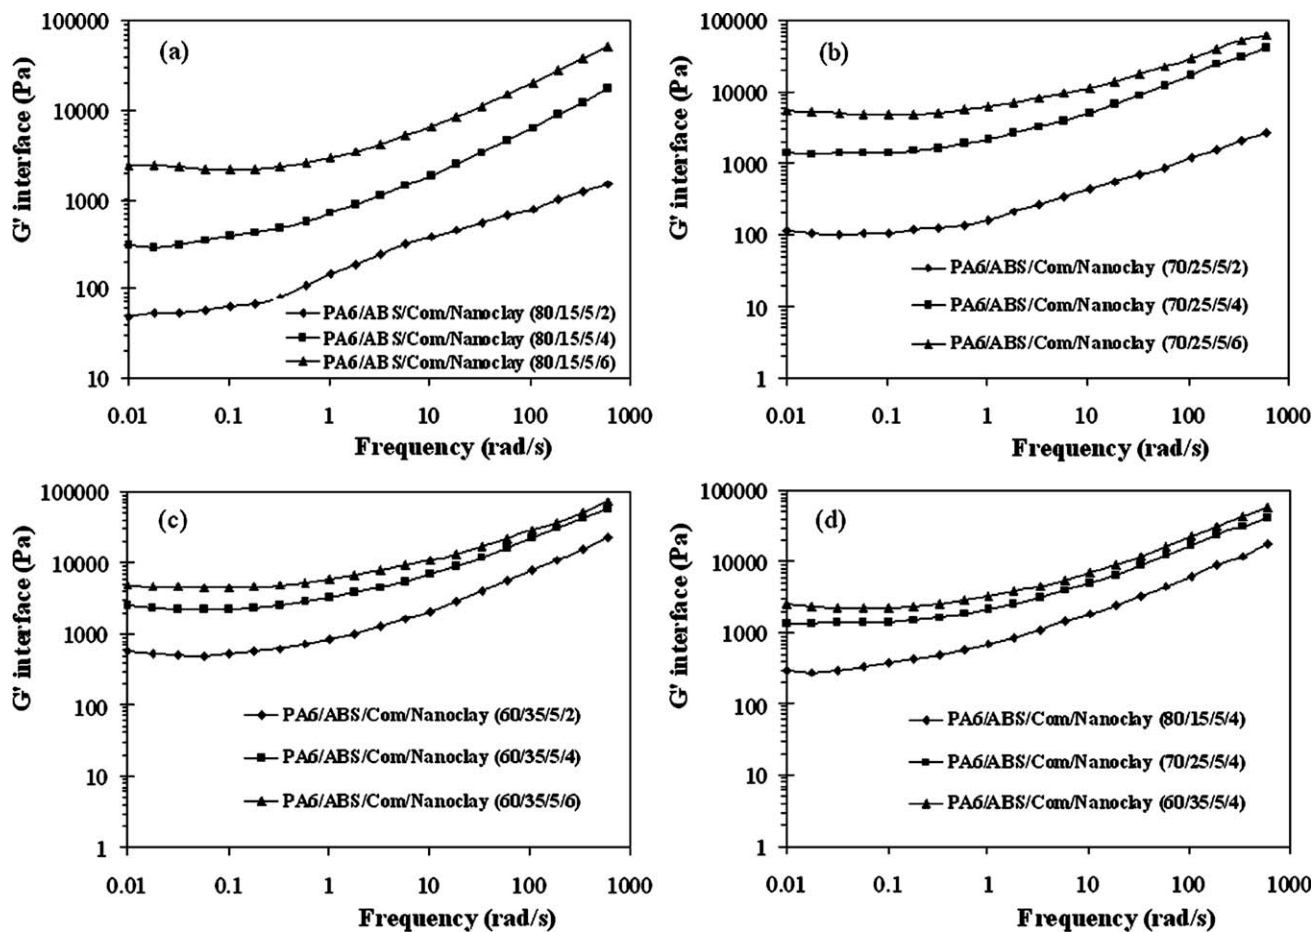 (a)
G' interface (Pa)
100000
10000
1000
100
10
PA6/ABS/Com/Nanoclay (80/15/5/2)
PA6/ABS/Com/Nanoclay (80/15/5/4)
PA6/ABS/Com/Nanoclay (80/15/5/6)
0.01 0.1 1 10 100 1000
Frequency (rad/s)
(b)
G' interface (Pa)
100000
10000
1000
100
10
1
PA6/ABS/Com/Nanoclay (70/25/5/2)
PA6/ABS/Com/Nanoclay (70/25/5/4)
PA6/ABS/Com/Nanoclay (70/25/5/6)
0.01 0.1 1 10 100 1000
Frequency (rad/s)
(c)
G' interface (Pa)
100000
10000
1000
100
10
1
PA6/ABS/Com/Nanoclay (60/35/5/2)
PA6/ABS/Com/Nanoclay (60/35/5/4)
PA6/ABS/Com/Nanoclay (60/35/5/6)
0.01 0.1 1 10 100 1000
Frequency (rad/s)
(d)
G' interface (Pa)
100000
10000
1000
100
10
1
PA6/ABS/Com/Nanoclay (80/15/5/4)
PA6/ABS/Com/Nanoclay (70/25/5/4)
PA6/ABS/Com/Nanoclay (60/35/5/4)
0.01 0.1 1 10 100 1000
Frequency (rad/s)